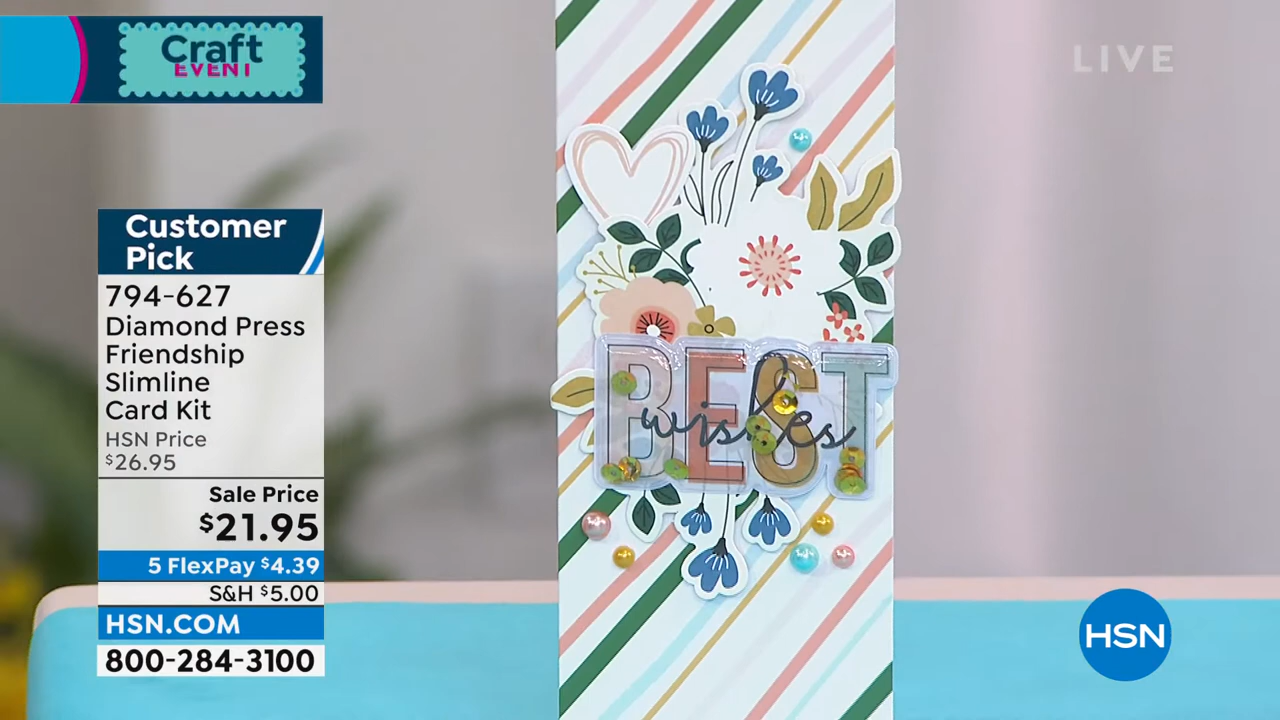 Craft
EVENT
LIVE
Customer
Pick
794-627
Diamond Press
Friendship
Slimline
Card Kit
HSN Price
$26.95
Sale Price
$21.95
5 FlexPay $4.39
S&H $5.00
HSN.COM
800-284-3100
BEST
wishes
HSN